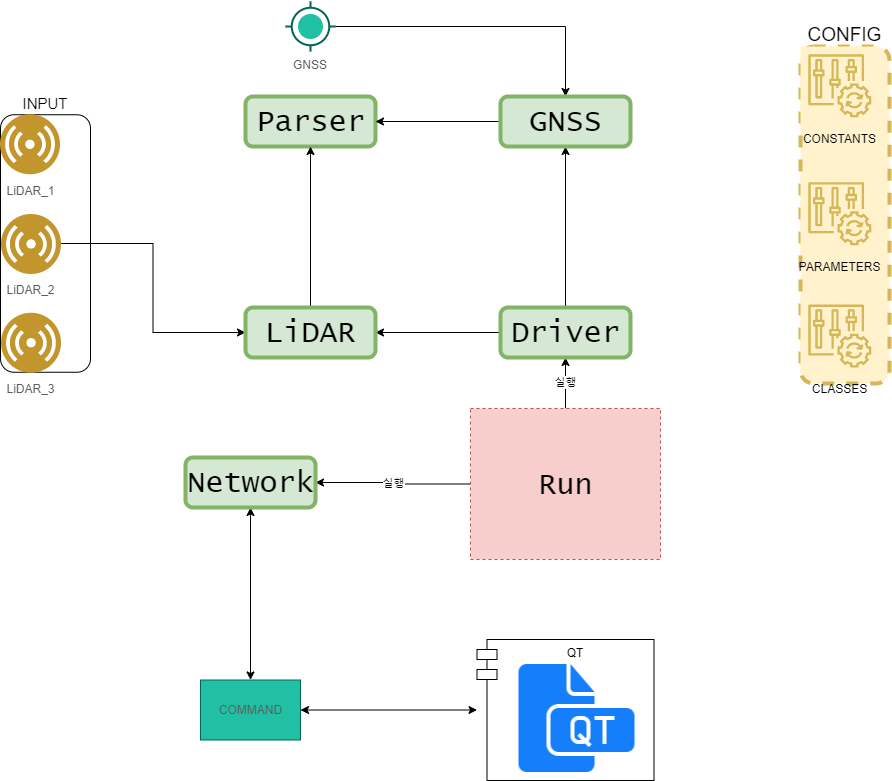 GNSS
CONFIG
INPUT
Parser
GNSS
CONSTANTS
LiDAR_1
PARAMETERS
LiDAR_2
LiDAR
Driver
실행
LiDAR_3
CLASSES
Network
실행
Run
QT
COMMAND
QT